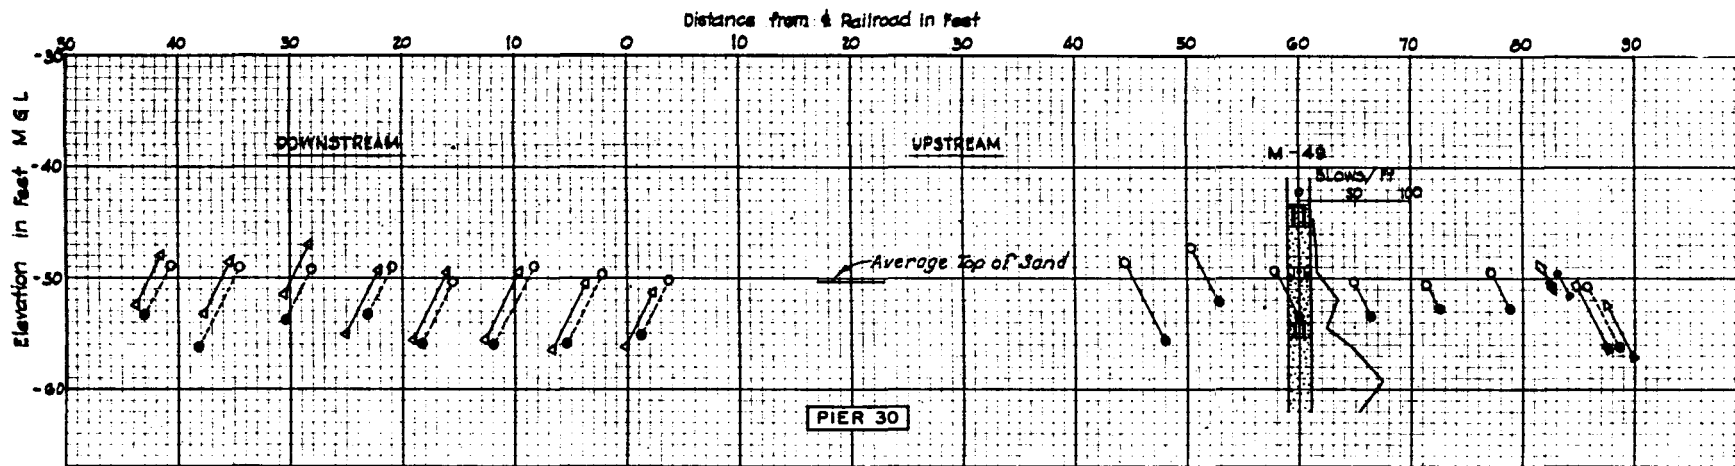 Distance from ℄ Railroad in Feet
50 40 30 20 10 0 10 20 30 40 50 60 70 80 90
-30
Elevation in Feet M G L
DOWNSTREAM
UPSTREAM
M-49
BLOWS/Ft
0 50 100
-40
-50
Average Top of Sand
-60
PIER 30